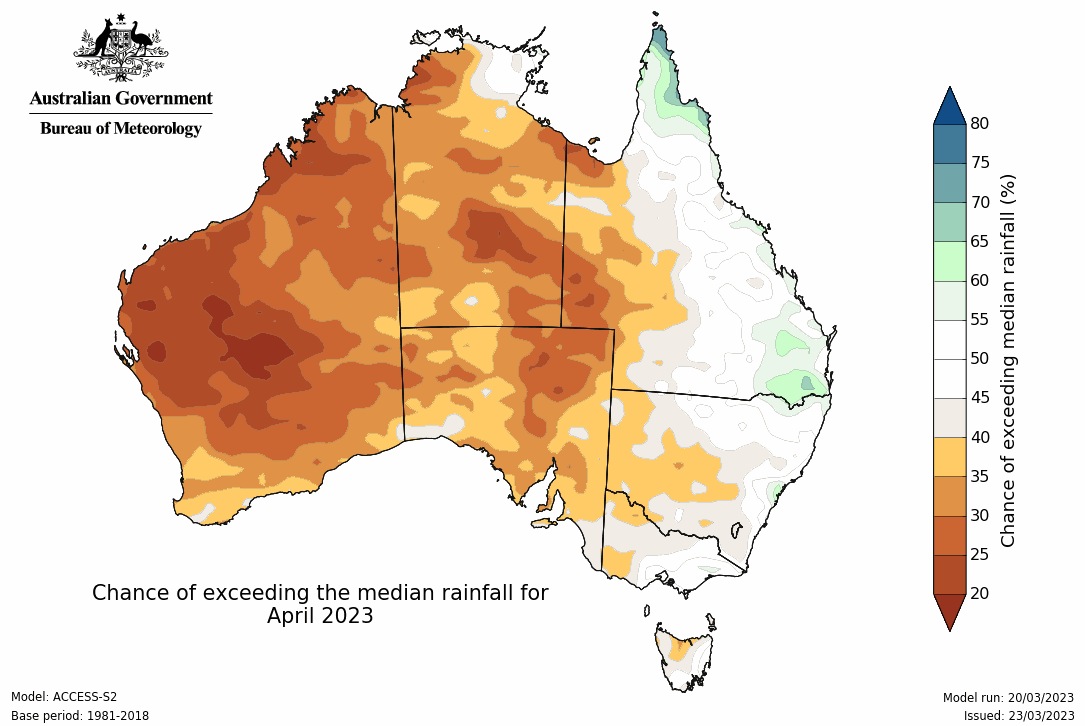 Australian Government
Bureau of Meteorology
80
75
70
65
60
55
50
45
40
35
30
25
20
Chance of exceeding median rainfall (%)
Chance of exceeding the median rainfall for
April 2023
Model: ACCESS-S2
Base period: 1981-2018
Model run: 20/03/2023
Issued: 23/03/2023